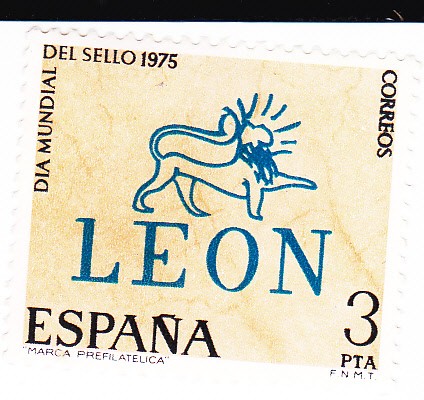 DIA MUNDIAL DEL SELLO 1975
CORREOS
LEON
ESPAÑA
3
PTA
"MARCA PREFILATELICA"
F.N.M.T.